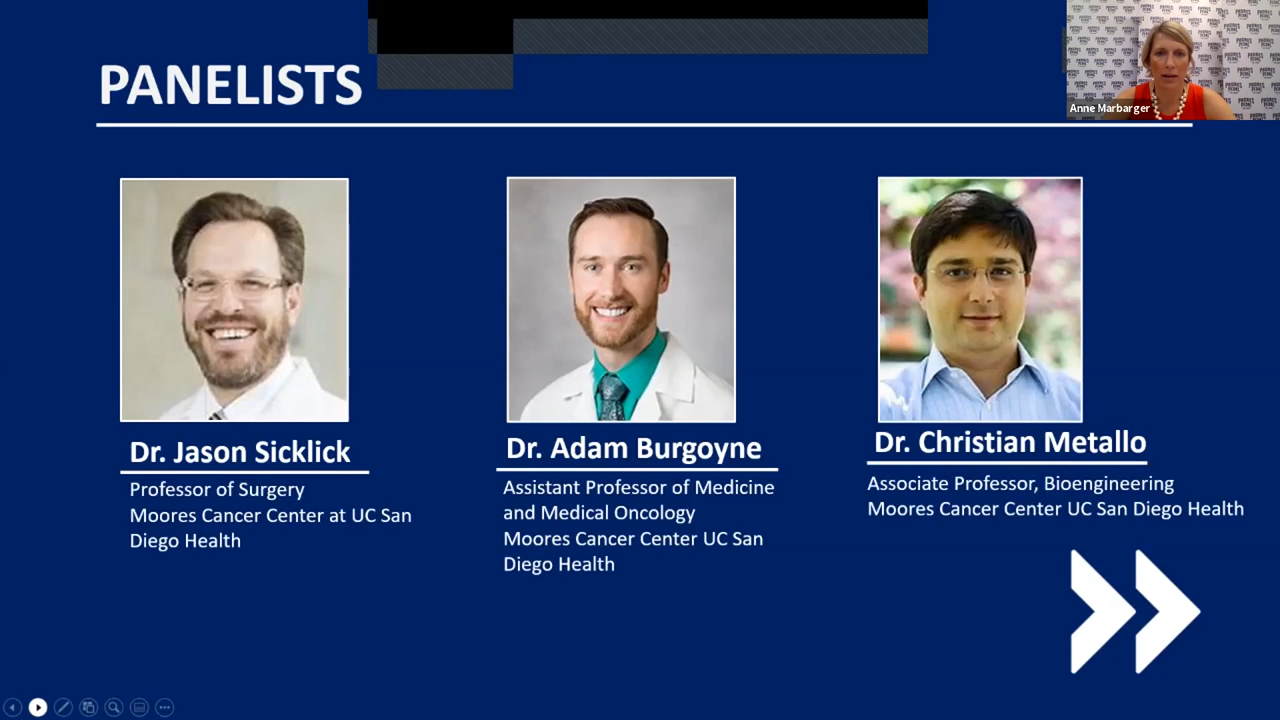 PANELISTS
Anne Marbarger
Dr. Jason Sicklick
Professor of Surgery
Moores Cancer Center at UC San
Diego Health
Dr. Adam Burgoyne
Assistant Professor of Medicine
and Medical Oncology
Moores Cancer Center UC San
Diego Health
Dr. Christian Metallo
Associate Professor, Bioengineering
Moores Cancer Center UC San Diego Health